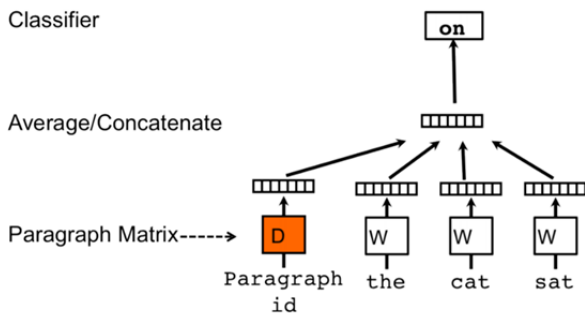 Classifier
on
Average/Concatenate
Paragraph Matrix
D
W
W
W
Paragraph
id
the
cat
sat